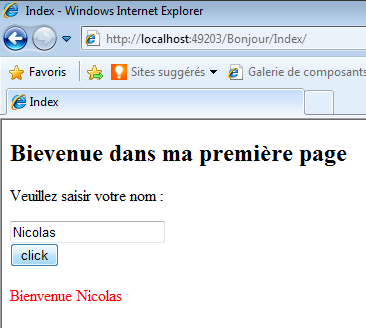 Index - Windows Internet Explorer
http://localhost:49203/Bonjour/Index/
Favoris Sites suggérés Galerie de composants
Index
Bievenue dans ma première page
Veuillez saisir votre nom :
Nicolas
click
Bienvenue Nicolas